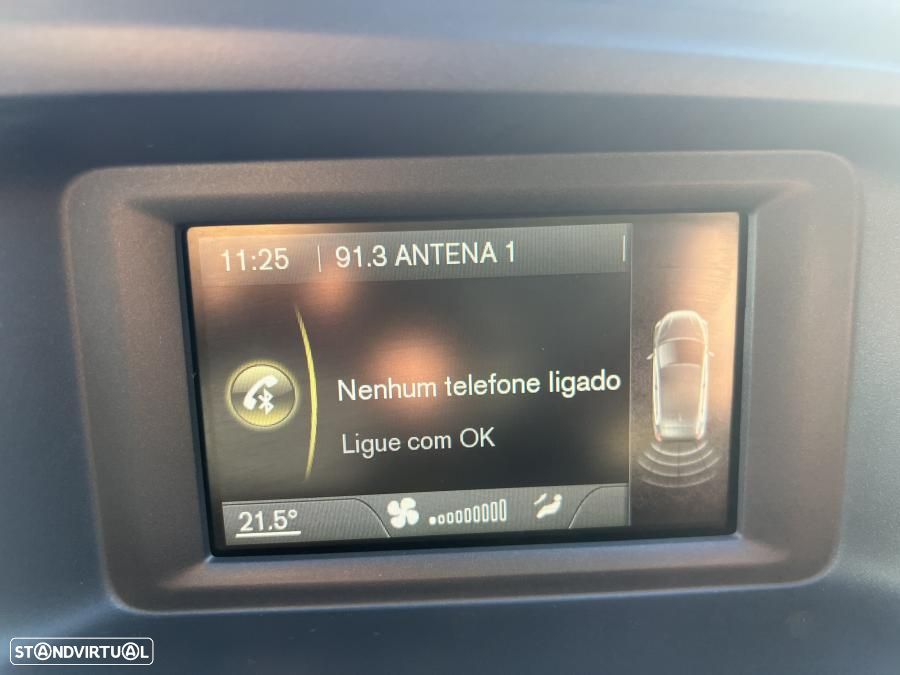 11:25 | 91.3 ANTENA 1
Nenhum telefone ligado
Ligue com OK
21.5°
STANDVIRTUAL